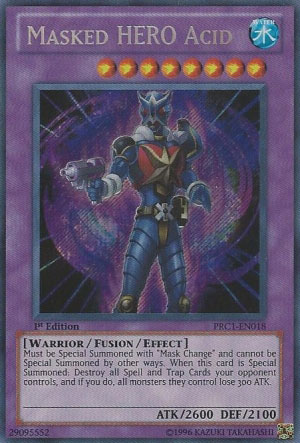 Masked HERO Acid
WATER
水
1st Edition
PRC1-EN018
[WARRIOR / FUSION / EFFECT]
Must be Special Summoned with "Mask Change" and cannot
be Special Summoned by other ways. When this card is Special
Summoned: Destroy all Spell and Trap Cards your opponent
controls, and if you do, all monsters they control lose 300 ATK.
ATK/2600 DEF/2100
29095552
©1996 KAZUKI TAKAHASHI